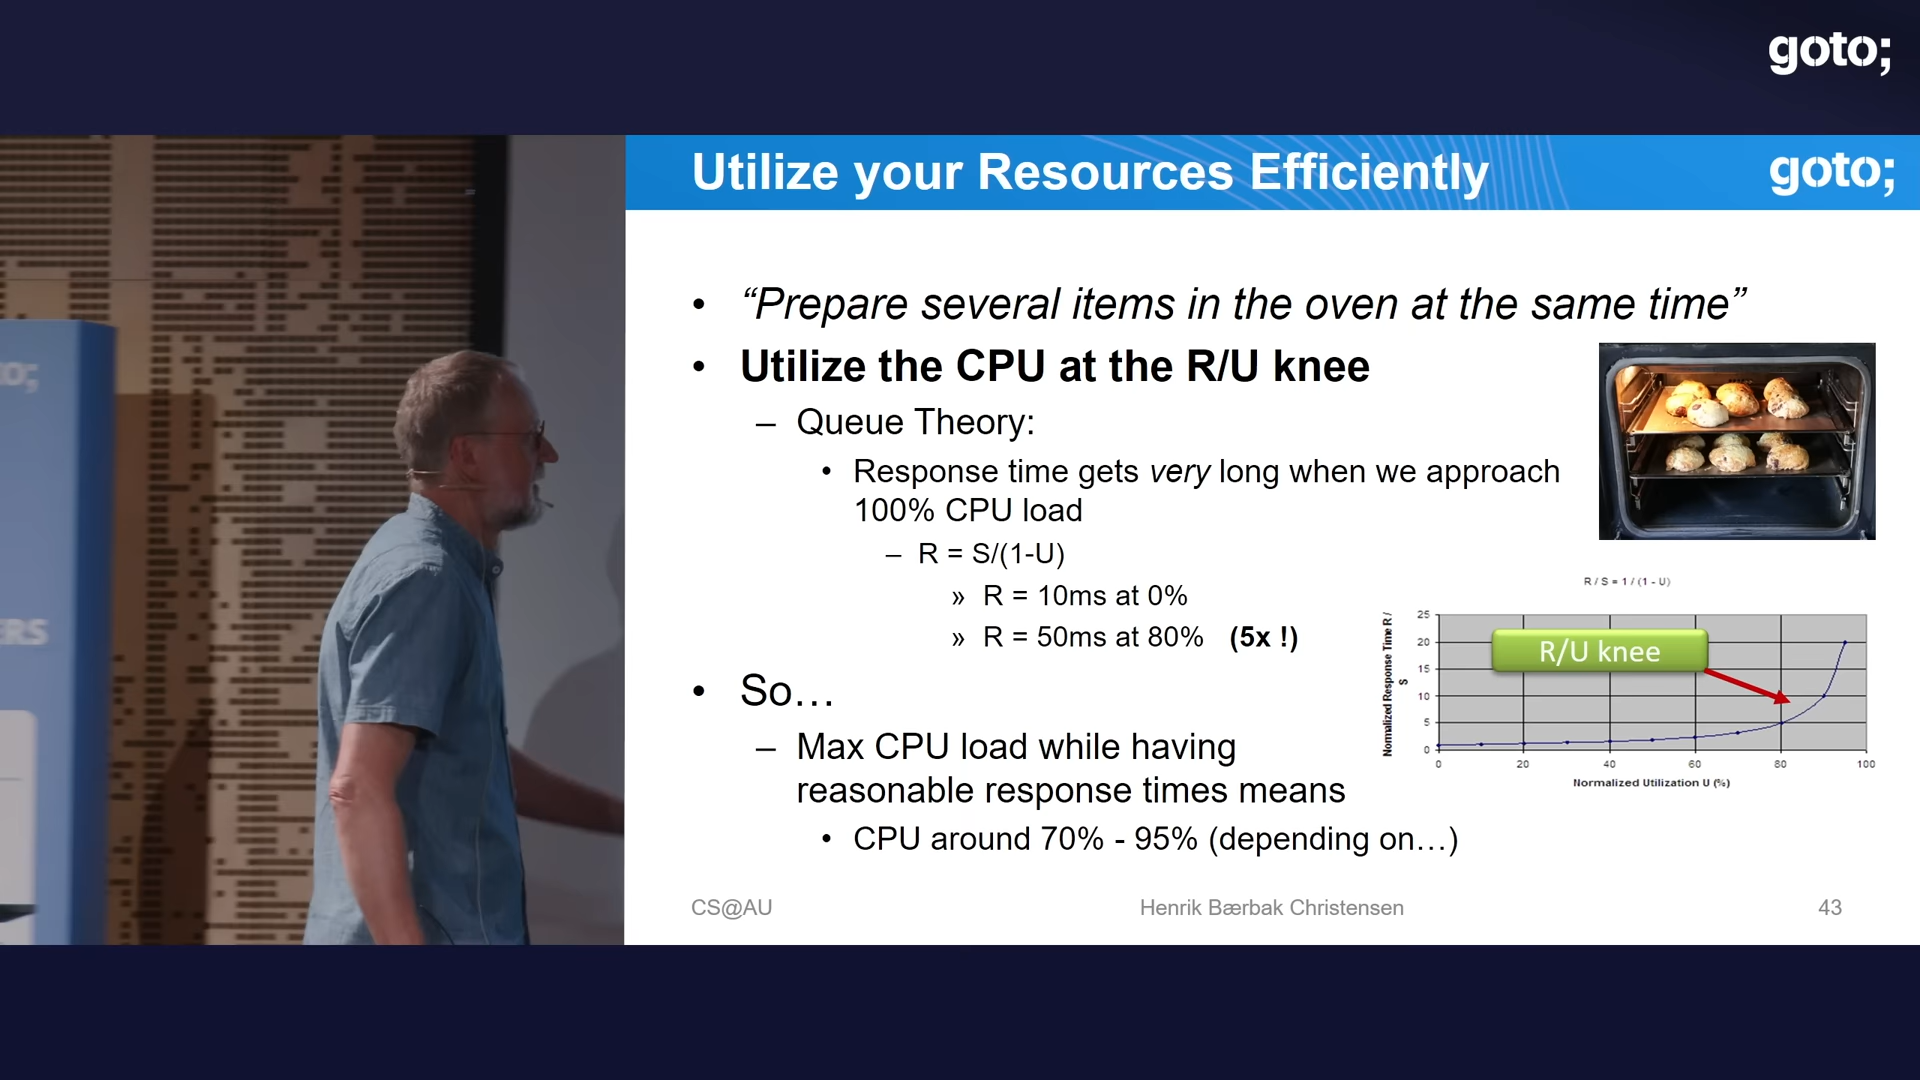 goto;
Utilize your Resources Efficiently
goto;
• “Prepare several items in the oven at the same time”
• Utilize the CPU at the R/U knee
– Queue Theory:
• Response time gets very long when we approach
100% CPU load
– R = S/(1-U)
» R = 10ms at 0%
» R = 50ms at 80% (5x !)
• So…
– Max CPU load while having
reasonable response times means
• CPU around 70% - 95% (depending on…)
R / S = 1 / (1 - U)
Normalized Response Time R /
S
25
20
15
10
5
0
R/U knee
0 20 40 60 80 100
Normalized Utilization U (%)
CS@AU
Henrik Bærbak Christensen
43
to;
ERS